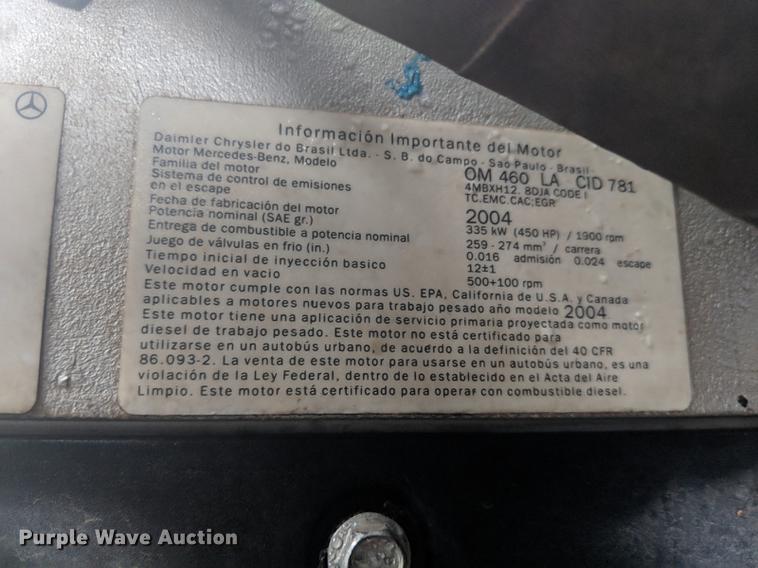 Información Importante del Motor
Daimler Chrysler do Brasil Ltda. - S. B. do Campo - Sao Paulo - Brasil-
Motor Mercedes-Benz, Modelo OM 460 LA CID 781
Familia del motor 4MBXH12. 8DJA CODE I
Sistema de control de emisiones TC.EMC.CAC;EGR
en el escape
Fecha de fabricación del motor 2004
Potencia nominal (SAE gr.) 335 kW (450 HP) / 1900 rpm
Entrega de combustible a potencia nominal 259 - 274 mm³ / carrera
Juego de válvulas en frio (in.) 0.016 admisión 0.024 escape
Tiempo inicial de inyección basico 12±1
Velocidad en vacio 500+100 rpm
Este motor cumple con las normas US. EPA, California de U.S.A. y Canada
aplicables a motores nuevos para trabajo pesado año modelo 2004
Este motor tiene una aplicación de servicio primaria proyectada como motor
diesel de trabajo pesado. Este motor no está certificado para
utilizarse en un autobús urbano, de acuerdo a la definición del 40 CFR
86.093-2. La venta de este motor para usarse en un autobús urbano, es una
violación de la Ley Federal, dentro de lo establecido en el Acta del Aire
Limpio. Este motor está certificado para operar con combustible diesel.
Purple Wave Auction